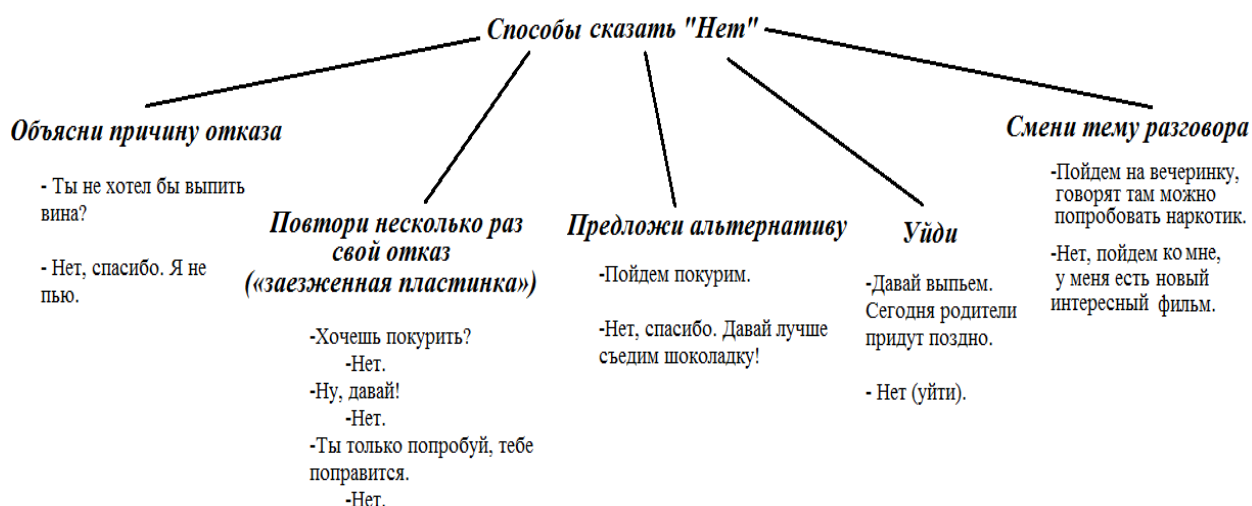 Способы сказать "Нет"
Объясни причину отказа
- Ты не хотел бы выпить
вина?
- Нет, спасибо. Я не
пью.
Повтори несколько раз
свой отказ
(«заезженная пластинка»)
-Хочешь покурить?
-Нет.
-Ну, давай!
-Нет.
-Ты только попробуй, тебе
поправится.
-Нет.
Предложи альтернативу
-Пойдем покурим.
-Нет, спасибо. Давай лучше
съедим шоколадку!
Уйди
-Давай выпьем.
Сегодня родители
придут поздно.
- Нет (уйти).
Смени тему разговора
-Пойдем на вечеринку,
говорят там можно
попробовать наркотик.
-Нет, пойдем ко мне,
у меня есть новый
интересный фильм.